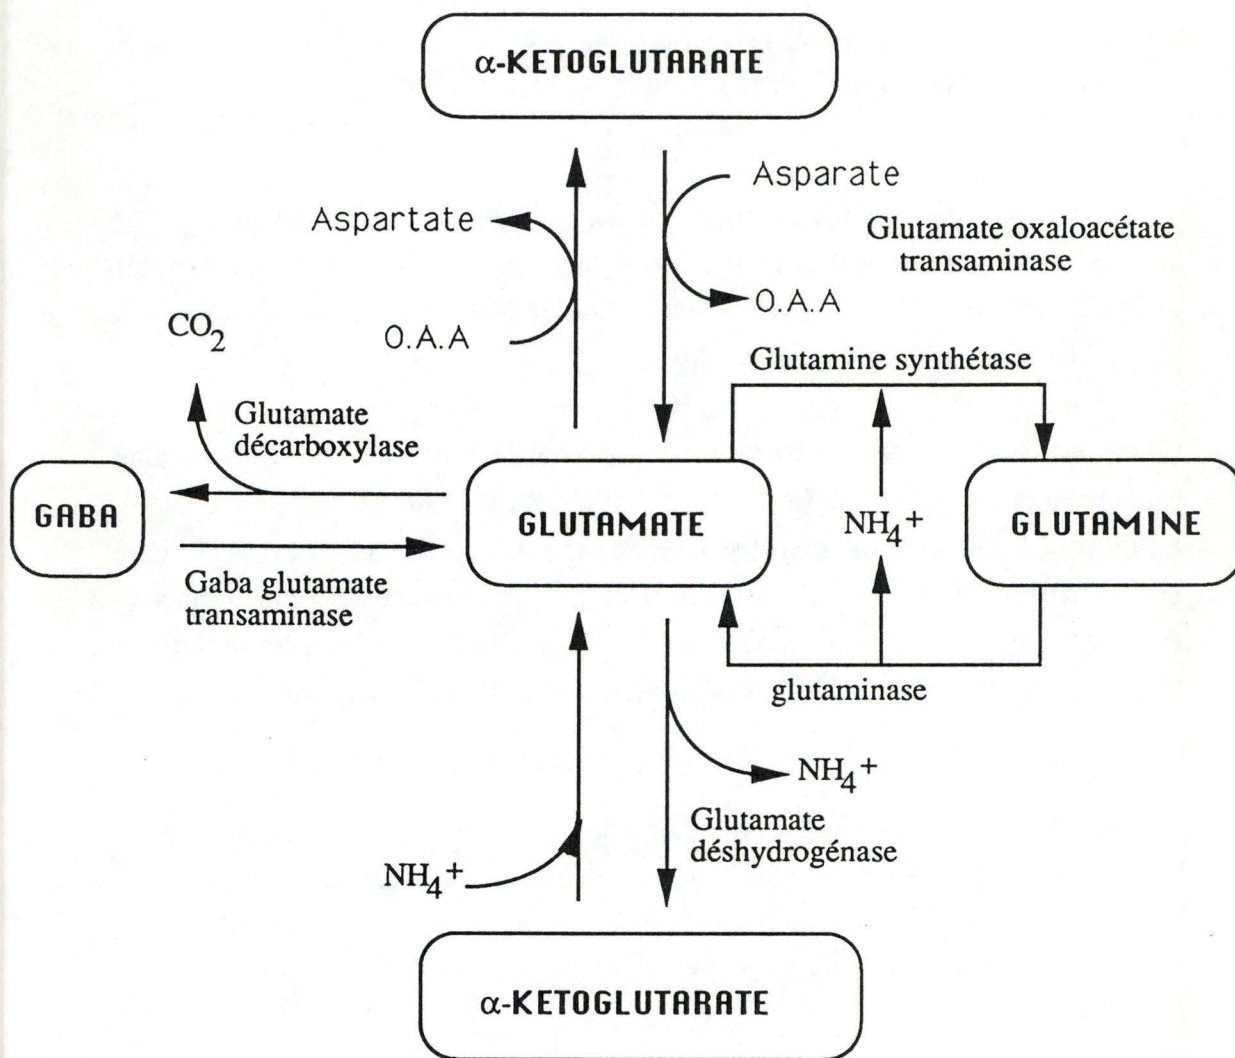 α-KETOGLUTARATE
Asparate
Aspartate
Glutamate oxaloacétate
transaminase
O.A.A
CO2
O.A.A
Glutamine synthétase
Glutamate
décarboxylase
GABA
GLUTAMATE
NH4+
GLUTAMINE
Gaba glutamate
transaminase
glutaminase
NH4+
Glutamate
déshydrogénase
NH4+
α-KETOGLUTARATE